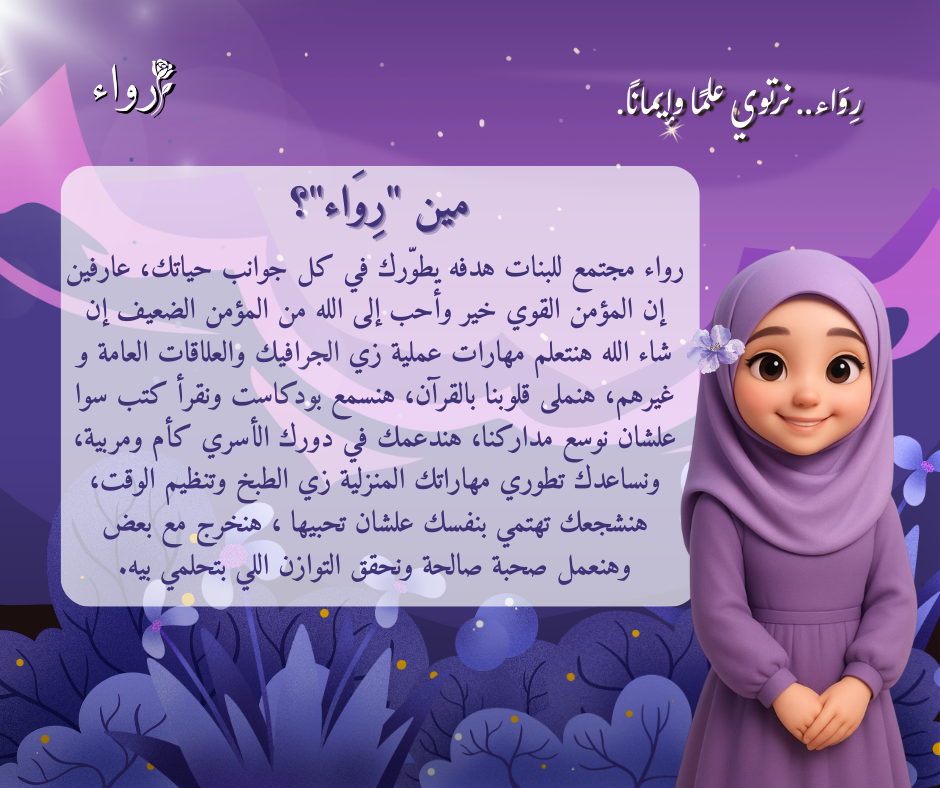 رِوَاء.. نرتوي علمًا وإيمانًا.
رواء
مين "رِوَاء"؟
رواء مجتمع للبنات هدفه يطوّرك في كل جوانب حياتك، عارفين
إن المؤمن القوي خير وأحب إلى الله من المؤمن الضعيف إن
شاء الله هنتعلم مهارات عملية زي الجرافيك والعلاقات العامة و
غيرهم، هنملى قلوبنا بالقرآن، هنسمع بودكاست ونقرأ كتب سوا
علشان نوسع مداركنا، هندعمك في دورك الأسري كأم ومربية،
ونساعدك تطوري مهاراتك المنزلية زي الطبخ وتنظيم الوقت،
هنشجعك تهتمي بنفسك علشان تحبيها ، هنخرج مع بعض
وهنعمل صحبة صالحة ونحقق التوازن اللي بتحلمي بيه.